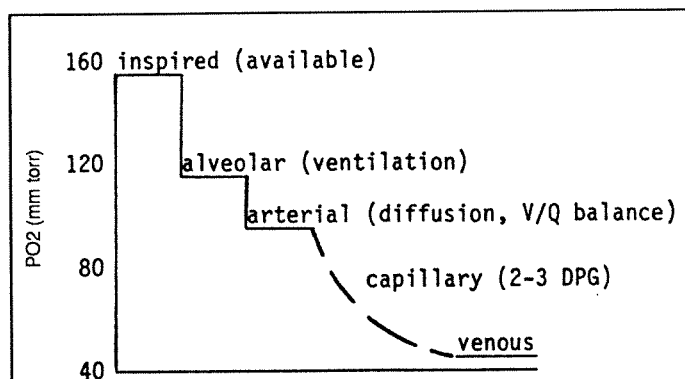 160 inspired (available)
120 alveolar (ventilation)
arterial (diffusion, V/Q balance)
PO2 (mm torr)
80 capillary (2-3 DPG)
venous
40